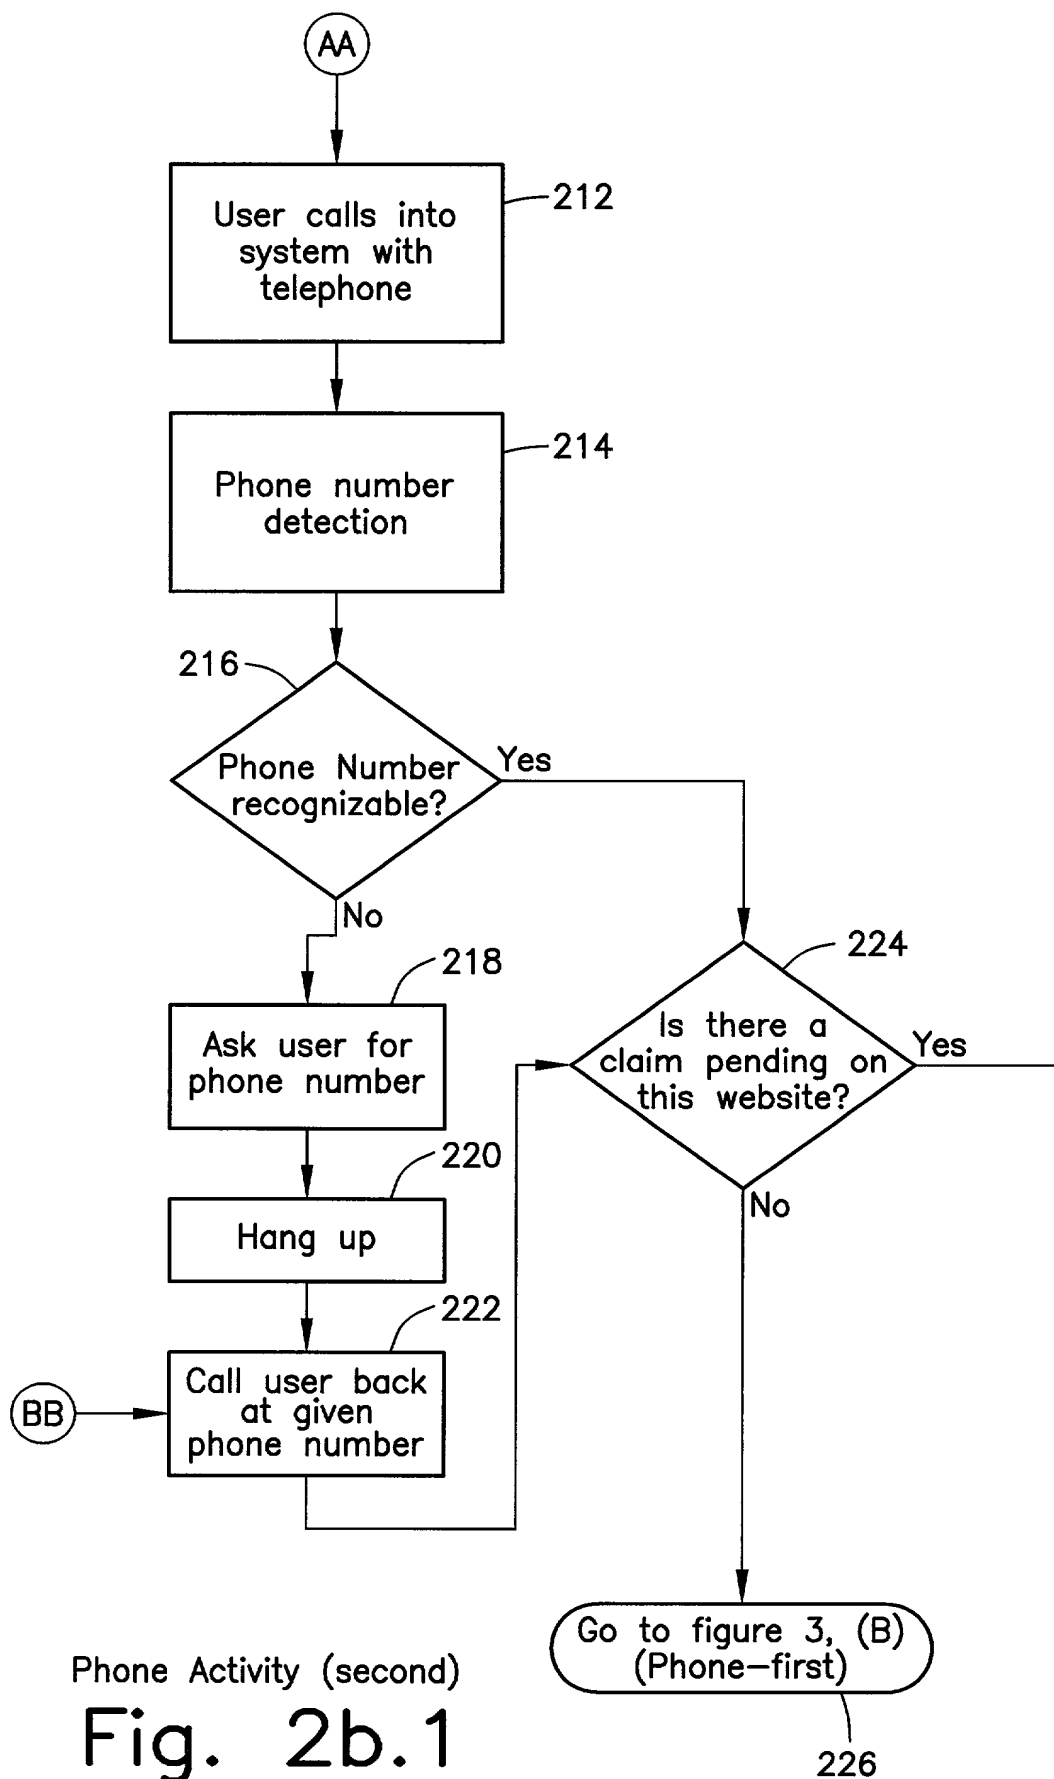 AA
212
User calls into
system with
telephone
214
Phone number
detection
216
Phone Number
recognizable?
Yes
No
218
Ask user for
phone number
224
Is there a
claim pending on
this website?
Yes
No
220
Hang up
222
Call user back
at given
phone number
BB
Go to figure 3, (B)
(Phone-first)
226
Phone Activity (second)
Fig. 2b.1